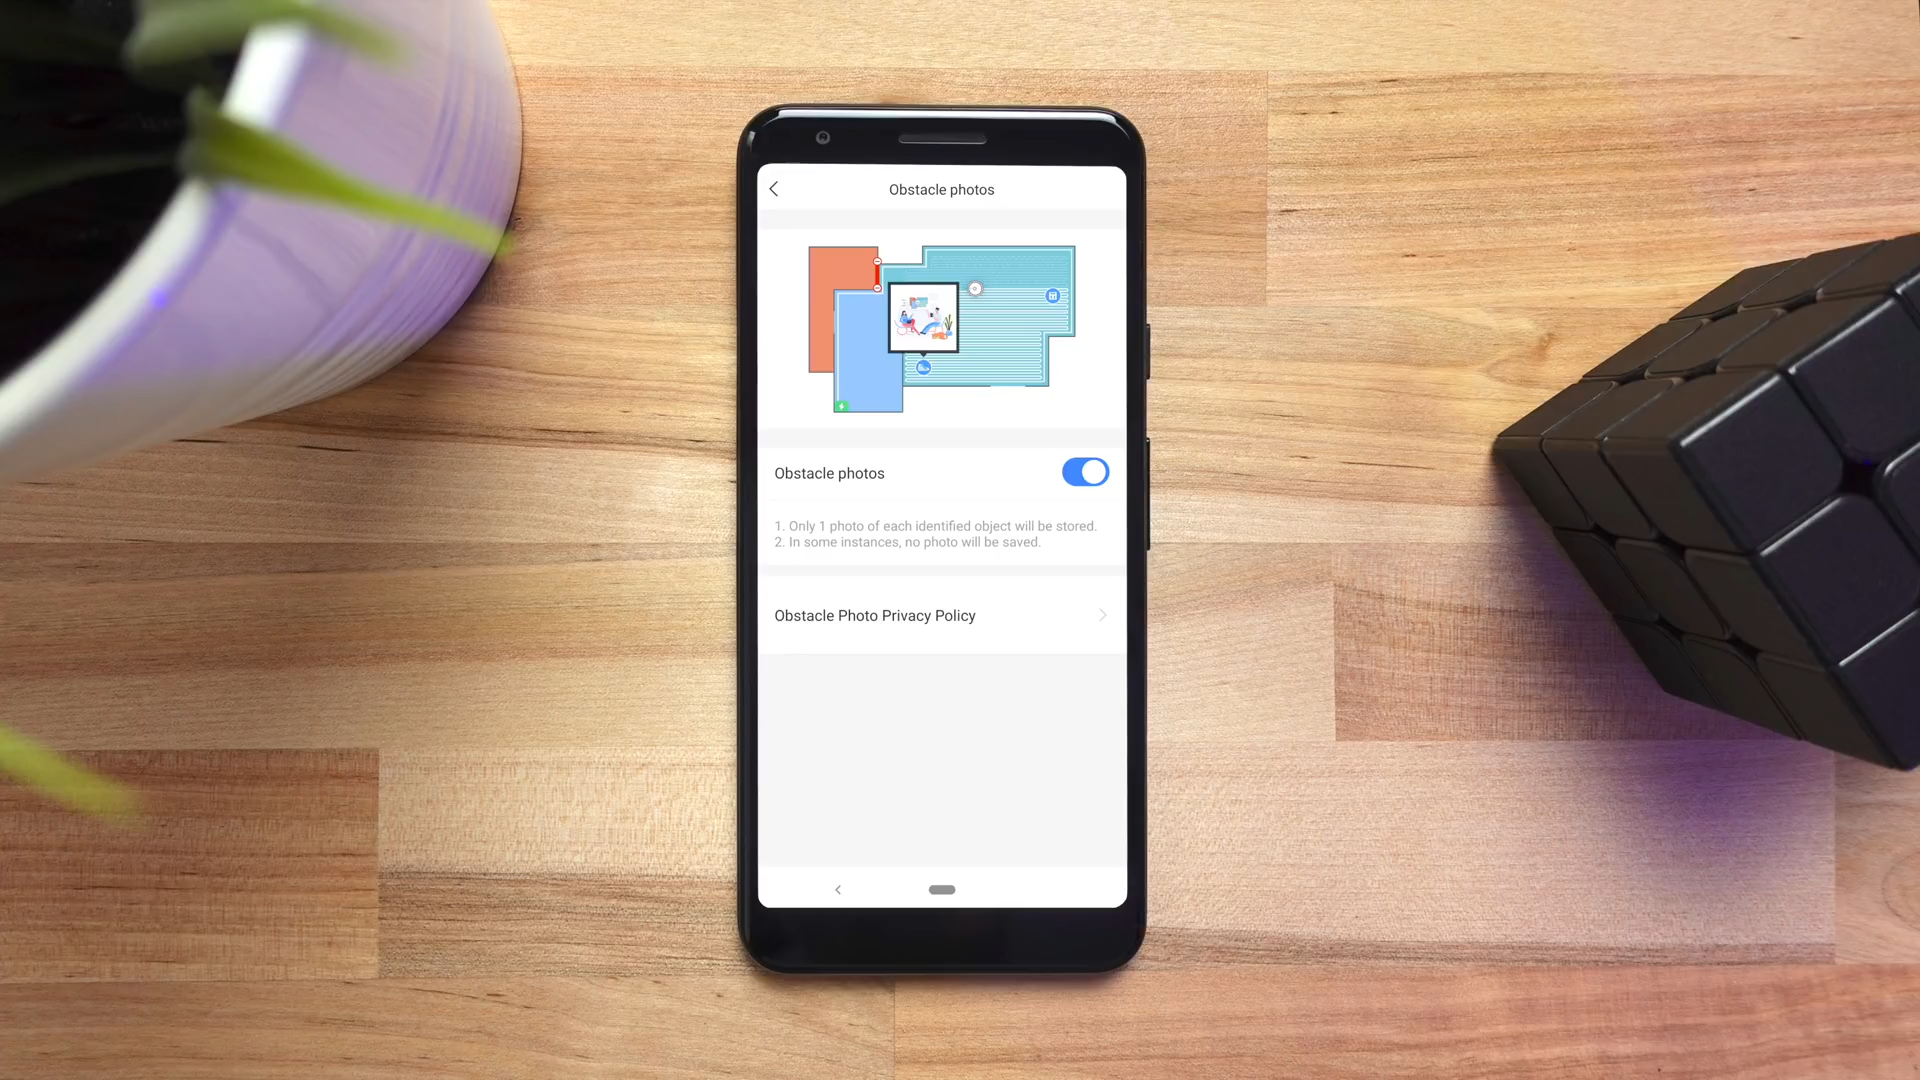 Obstacle photos
Obstacle photos
1. Only 1 photo of each identified object will be stored.
2. In some instances, no photo will be saved.
Obstacle Photo Privacy Policy